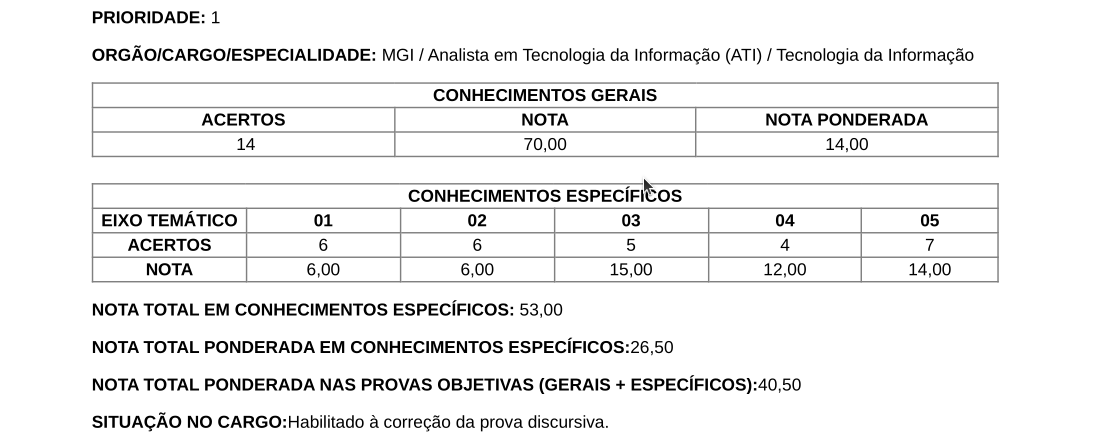 PRIORIDADE: 1
ORGÃO/CARGO/ESPECIALIDADE: MGI / Analista em Tecnologia da Informação (ATI) / Tecnologia da Informação
CONHECIMENTOS GERAIS
ACERTOS NOTA NOTA PONDERADA
14 70,00 14,00
CONHECIMENTOS ESPECÍFICOS
EIXO TEMÁTICO 01 02 03 04 05
ACERTOS 6 6 5 4 7
NOTA 6,00 6,00 15,00 12,00 14,00
NOTA TOTAL EM CONHECIMENTOS ESPECÍFICOS: 53,00
NOTA TOTAL PONDERADA EM CONHECIMENTOS ESPECÍFICOS:26,50
NOTA TOTAL PONDERADA NAS PROVAS OBJETIVAS (GERAIS + ESPECÍFICOS):40,50
SITUAÇÃO NO CARGO:Habilitado à correção da prova discursiva.